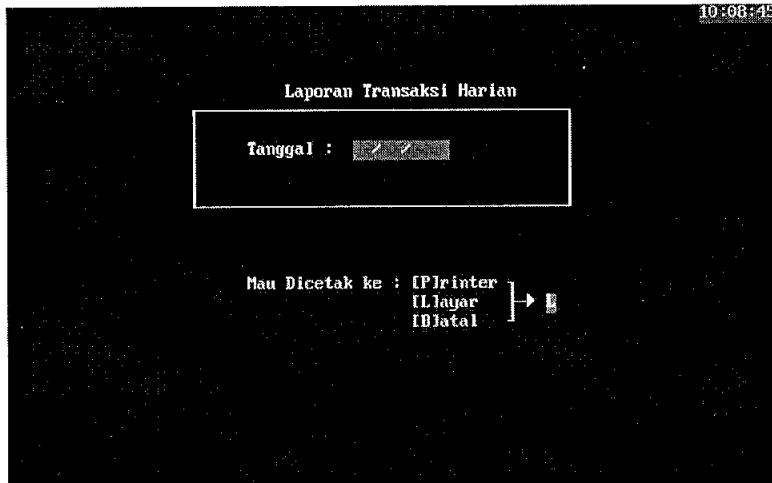 10:08:45
Laporan Transaksi Harian
Tanggal : / /
Mau Dicetak ke : [P]rinter
[L]ayar
[B]atal
L